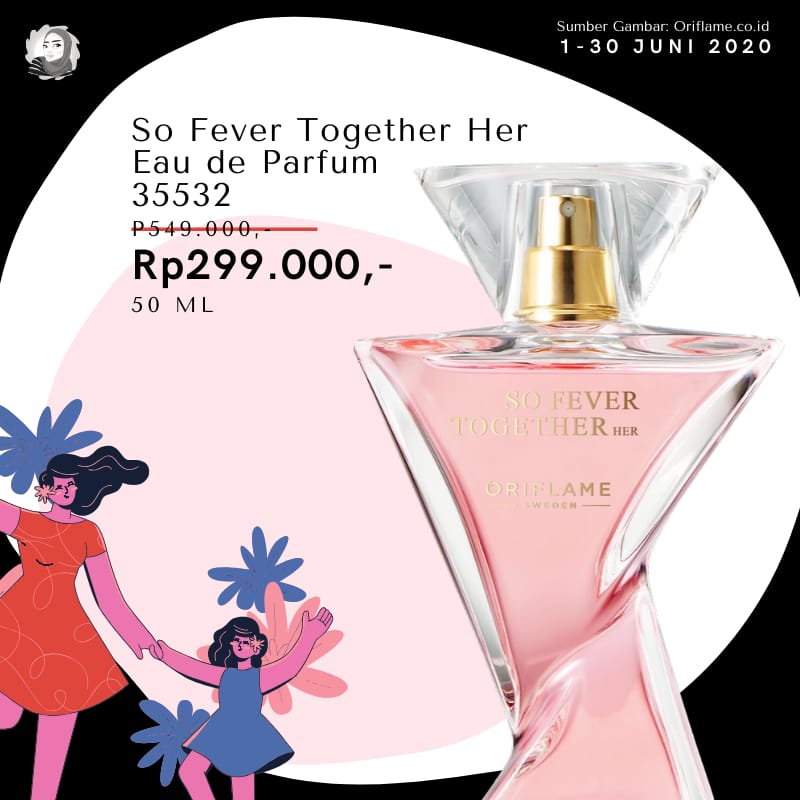 Sumber Gambar: Oriflame.co.id
1-30 JUNI 2020
So Fever Together Her
Eau de Parfum
35532
P549.000,-
Rp299.000,-
50 ML
SO FEVER
TOGETHER HER
ORIFLAME
SWEDEN